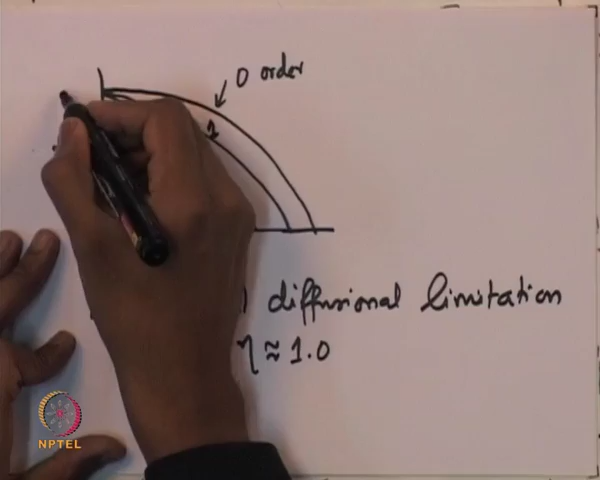 0 order
1
diffusional limitation
η ≈ 1.0
NPTEL